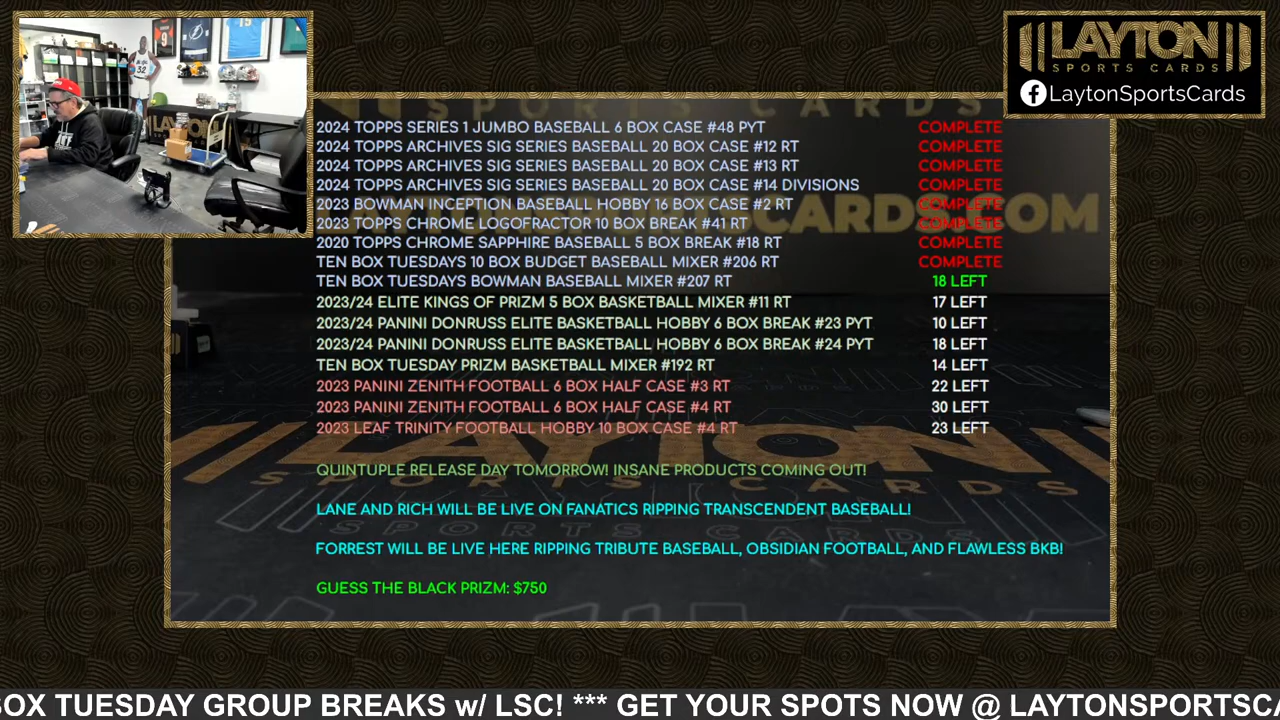 LAYTON
SPORTS CARDS
LaytonSportsCards
2024 TOPPS SERIES 1 JUMBO BASEBALL 6 BOX CASE #48 PYT COMPLETE
2024 TOPPS ARCHIVES SIG SERIES BASEBALL 20 BOX CASE #12 RT COMPLETE
2024 TOPPS ARCHIVES SIG SERIES BASEBALL 20 BOX CASE #13 RT COMPLETE
2024 TOPPS ARCHIVES SIG SERIES BASEBALL 20 BOX CASE #14 DIVISIONS COMPLETE
2023 BOWMAN INCEPTION BASEBALL HOBBY 16 BOX CASE #2 RT COMPLETE
2023 TOPPS CHROME LOGOFRACTOR 10 BOX BREAK #41 RT COMPLETE
2020 TOPPS CHROME SAPPHIRE BASEBALL 5 BOX BREAK #18 RT COMPLETE
TEN BOX TUESDAYS 10 BOX BUDGET BASEBALL MIXER #206 RT COMPLETE
TEN BOX TUESDAYS BOWMAN BASEBALL MIXER #207 RT 18 LEFT
2023/24 ELITE KINGS OF PRIZM 5 BOX BASKETBALL MIXER #11 RT 17 LEFT
2023/24 PANINI DONRUSS ELITE BASKETBALL HOBBY 6 BOX BREAK #23 PYT 10 LEFT
2023/24 PANINI DONRUSS ELITE BASKETBALL HOBBY 6 BOX BREAK #24 PYT 18 LEFT
TEN BOX TUESDAY PRIZM BASKETBALL MIXER #192 RT 14 LEFT
2023 PANINI ZENITH FOOTBALL 6 BOX HALF CASE #3 RT 22 LEFT
2023 PANINI ZENITH FOOTBALL 6 BOX HALF CASE #4 RT 30 LEFT
2023 LEAF TRINITY FOOTBALL HOBBY 10 BOX CASE #4 RT 23 LEFT
QUINTUPLE RELEASE DAY TOMORROW! INSANE PRODUCTS COMING OUT!
LANE AND RICH WILL BE LIVE ON FANATICS RIPPING TRANSCENDENT BASEBALL!
FORREST WILL BE LIVE HERE RIPPING TRIBUTE BASEBALL, OBSIDIAN FOOTBALL, AND FLAWLESS BKB!
GUESS THE BLACK PRIZM: $750
OX TUESDAY GROUP BREAKS w/ LSC! *** GET YOUR SPOTS NOW @ LAYTONSPORTSCA